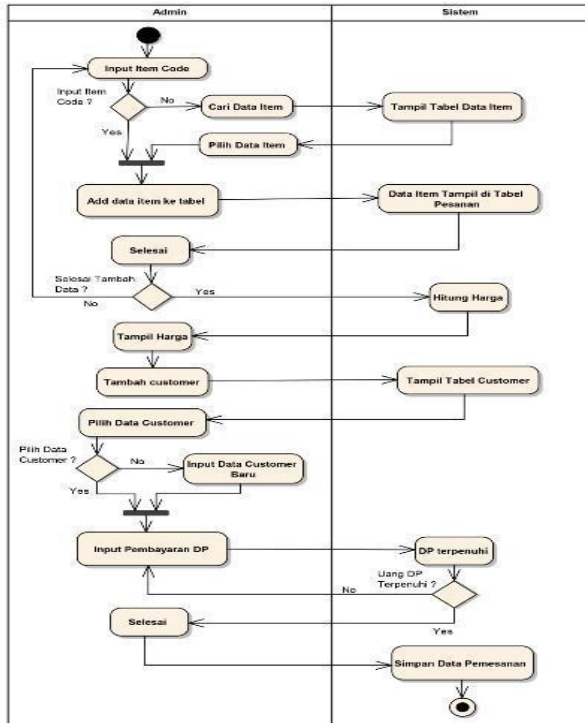 Admin
Sistem
Input Item Code
Input Item
Code ?
No
Cari Data Item
Tampil Tabel Data Item
Yes
Pilih Data Item
Add data item ke tabel
Data Item Tampil di Tabel
Pesanan
Selesai
Selesai Tambah
Data ?
No
Yes
Hitung Harga
Tampil Harga
Tambah customer
Tampil Tabel Customer
Pilih Data Customer
Pilih Data
Customer ?
No
Input Data Customer
Baru
Yes
Input Pembayaran DP
DP terpenuhi
Uang DP
Terpenuhi ?
No
Yes
Selesai
Simpan Data Pemesanan